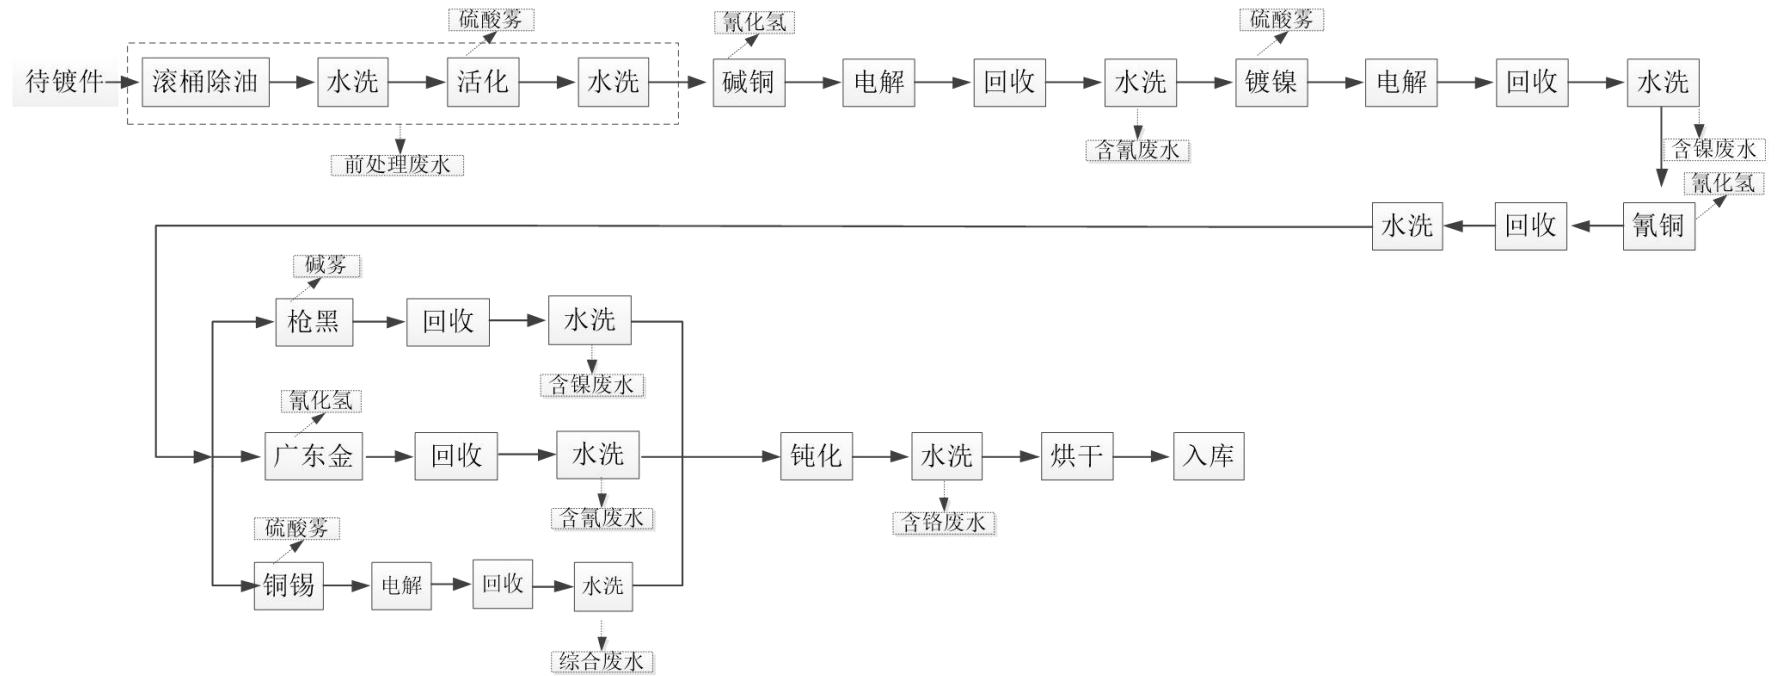 硫酸雾
氰化氢
硫酸雾
待镀件
滚桶除油
水洗
活化
水洗
碱铜
电解
回收
水洗
镀镍
电解
回收
水洗
前处理废水
含氰废水
含镍废水
氰化氢
水洗
回收
氰铜
碱雾
枪黑
回收
水洗
含镍废水
氰化氢
广东金
回收
水洗
钝化
水洗
烘干
入库
含氰废水
含铬废水
硫酸雾
铜锡
电解
回收
水洗
综合废水